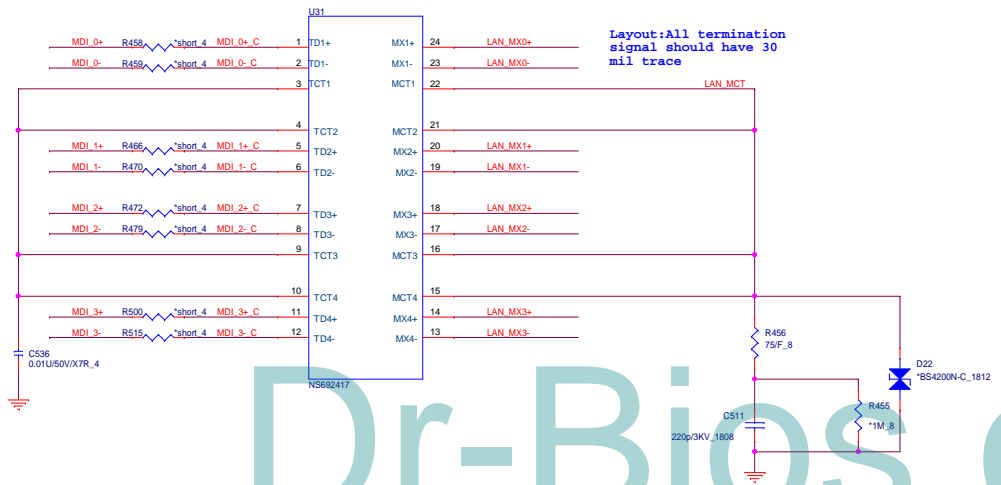 U31
MDI_0+ R458 *short_4 MDI_0+_C 1 TD1+ MX1+ 24 LAN_MX0+
MDI_0- R459 *short_4 MDI_0-_C 2 TD1- MX1- 23 LAN_MX0-
3 TCT1 MCT1 22 LAN_MCT
Layout:All termination
signal should have 30
mil trace
4 TCT2 MCT2 21
MDI_1+ R466 *short_4 MDI_1+_C 5 TD2+ MX2+ 20 LAN_MX1+
MDI_1- R470 *short_4 MDI_1-_C 6 TD2- MX2- 19 LAN_MX1-
MDI_2+ R472 *short_4 MDI_2+_C 7 TD3+ MX3+ 18 LAN_MX2+
MDI_2- R479 *short_4 MDI_2-_C 8 TD3- MX3- 17 LAN_MX2-
9 TCT3 MCT3 16
10 TCT4 MCT4 15
MDI_3+ R500 *short_4 MDI_3+_C 11 TD4+ MX4+ 14 LAN_MX3+
MDI_3- R515 *short_4 MDI_3-_C 12 TD4- MX4- 13 LAN_MX3-
NS692417
C536
0.01U/50V/X7R_4
R456
75/F_8
D22
*BS4200N-C_1812
R455
*1M_8
C511
220p/3KV_1808
Dr-Bios.